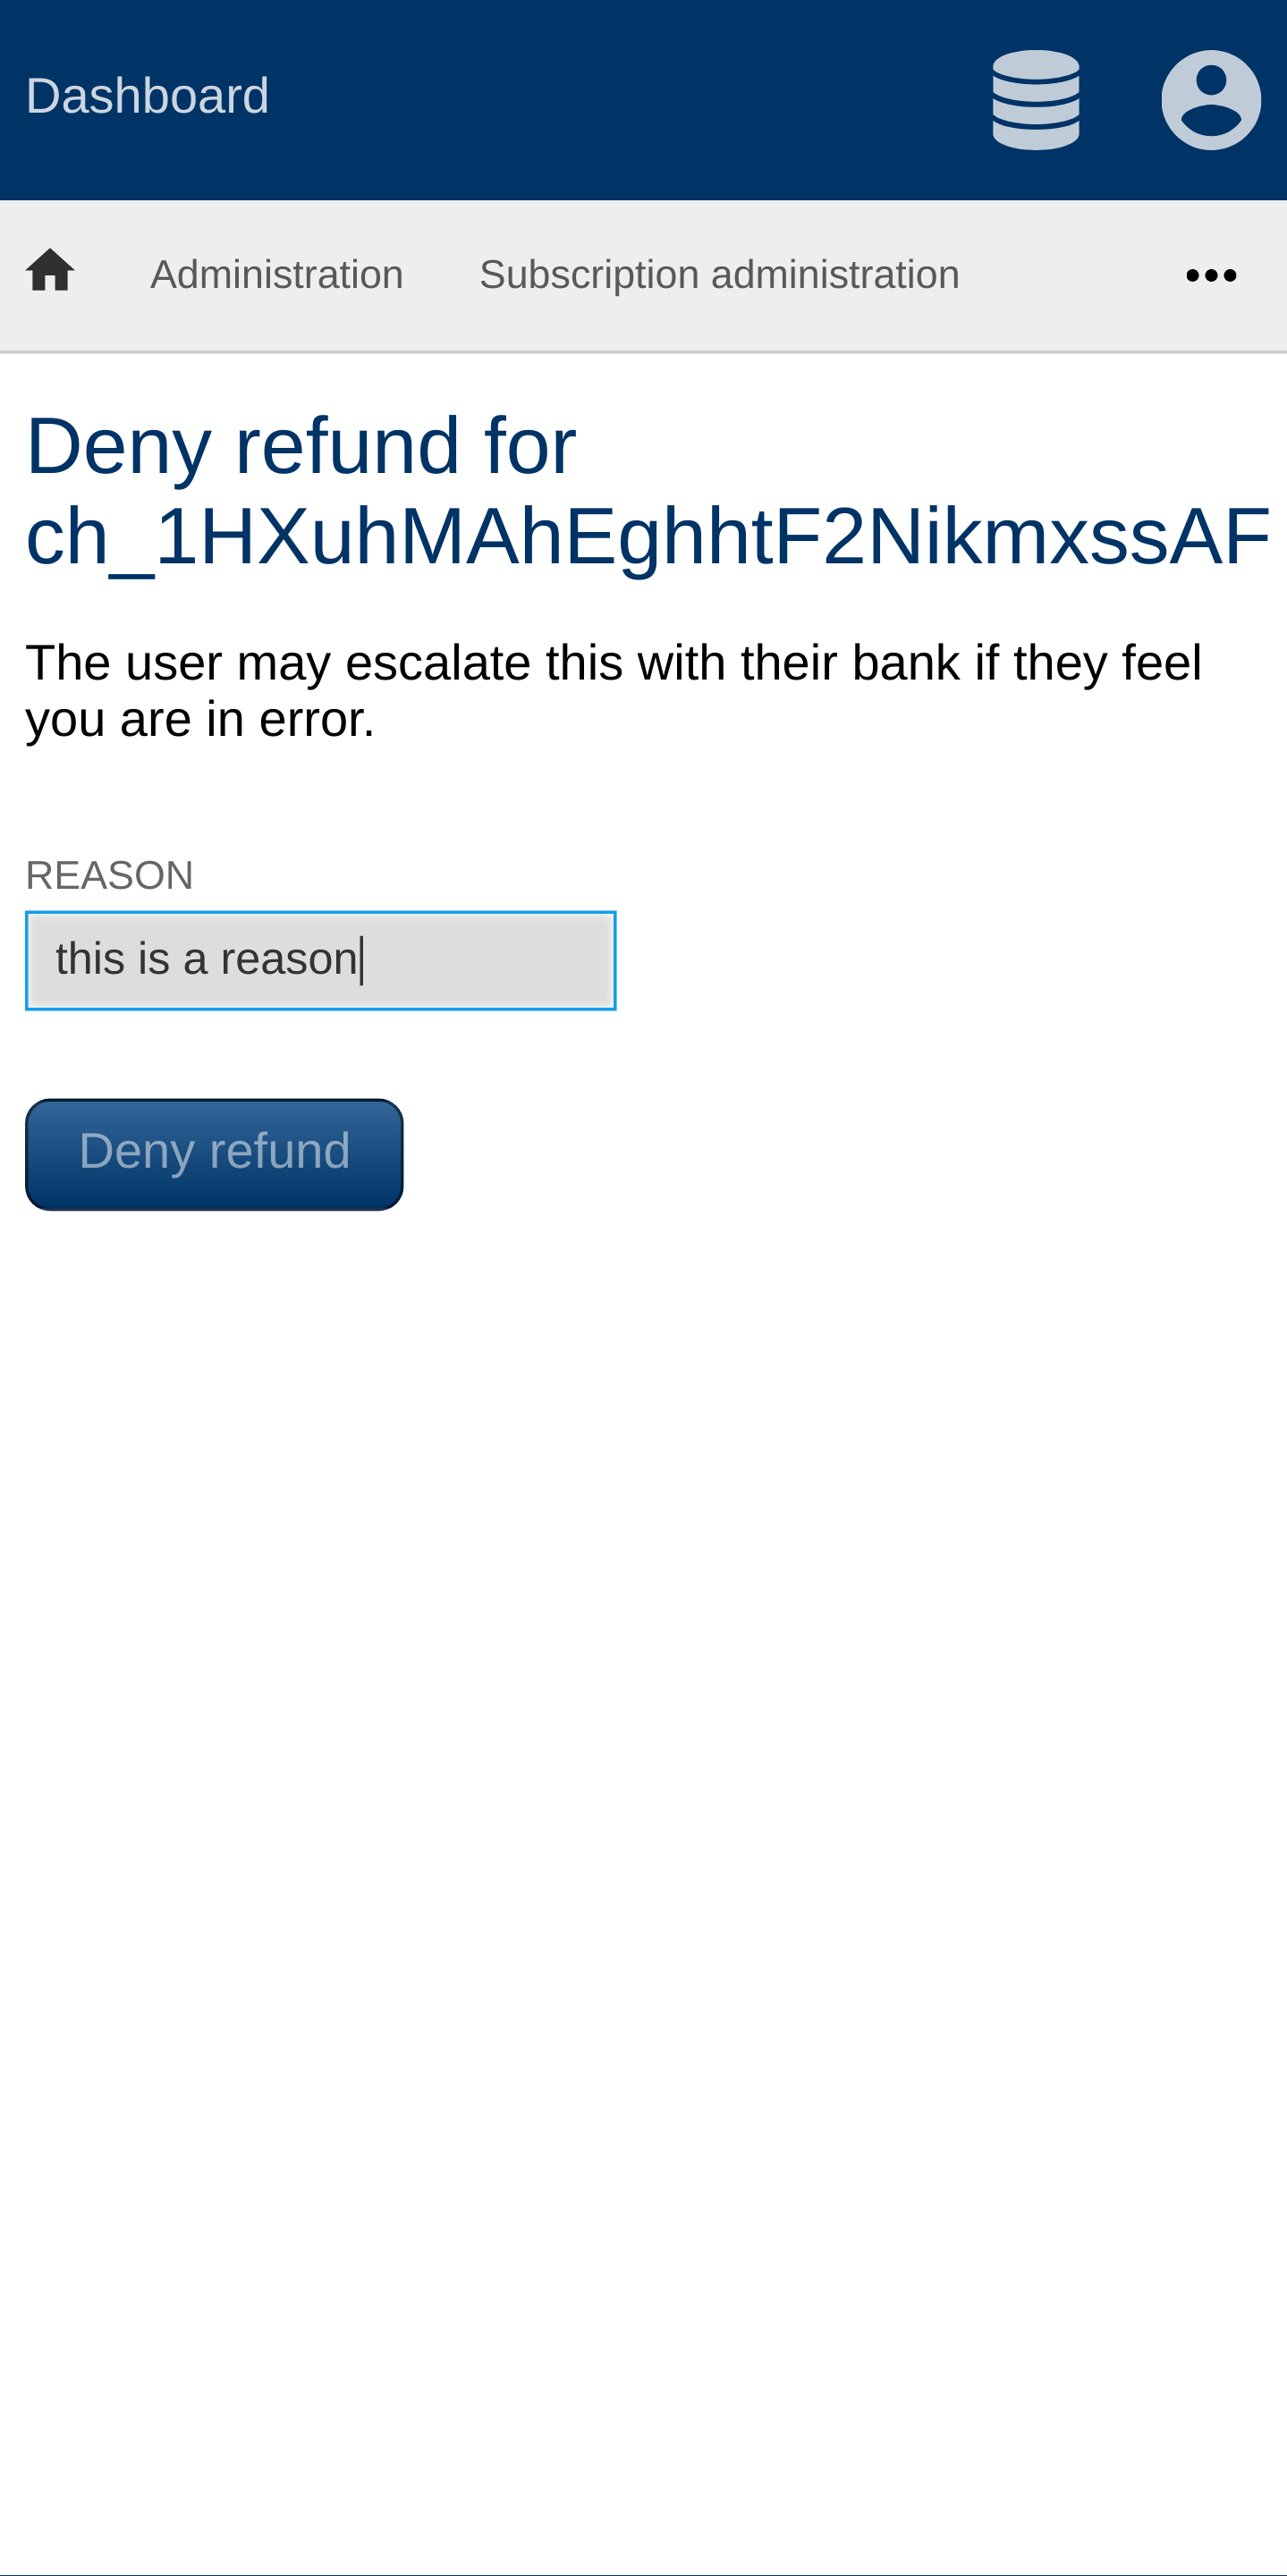 Dashboard
Administration Subscription administration
Deny refund for
ch_1HXuhMAhEghhtF2NikmxssAF
The user may escalate this with their bank if they feel
you are in error.
REASON
this is a reason
Deny refund